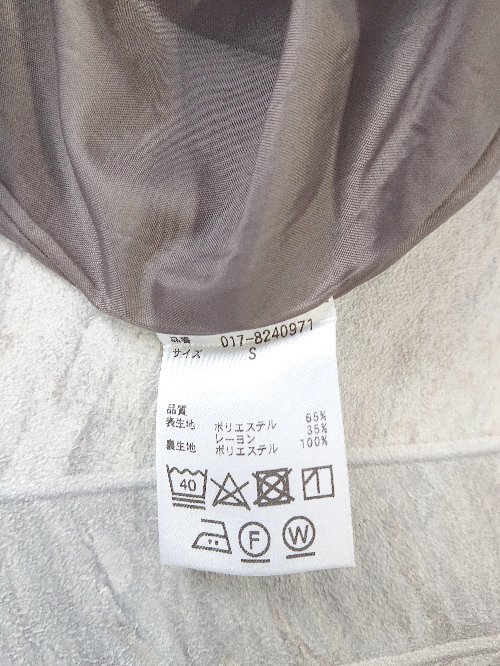 品番 017-8240971
サイズ S
品質
表生地 ポリエステル 65%
レーヨン 35%
裏生地 ポリエステル 100%
40
F W